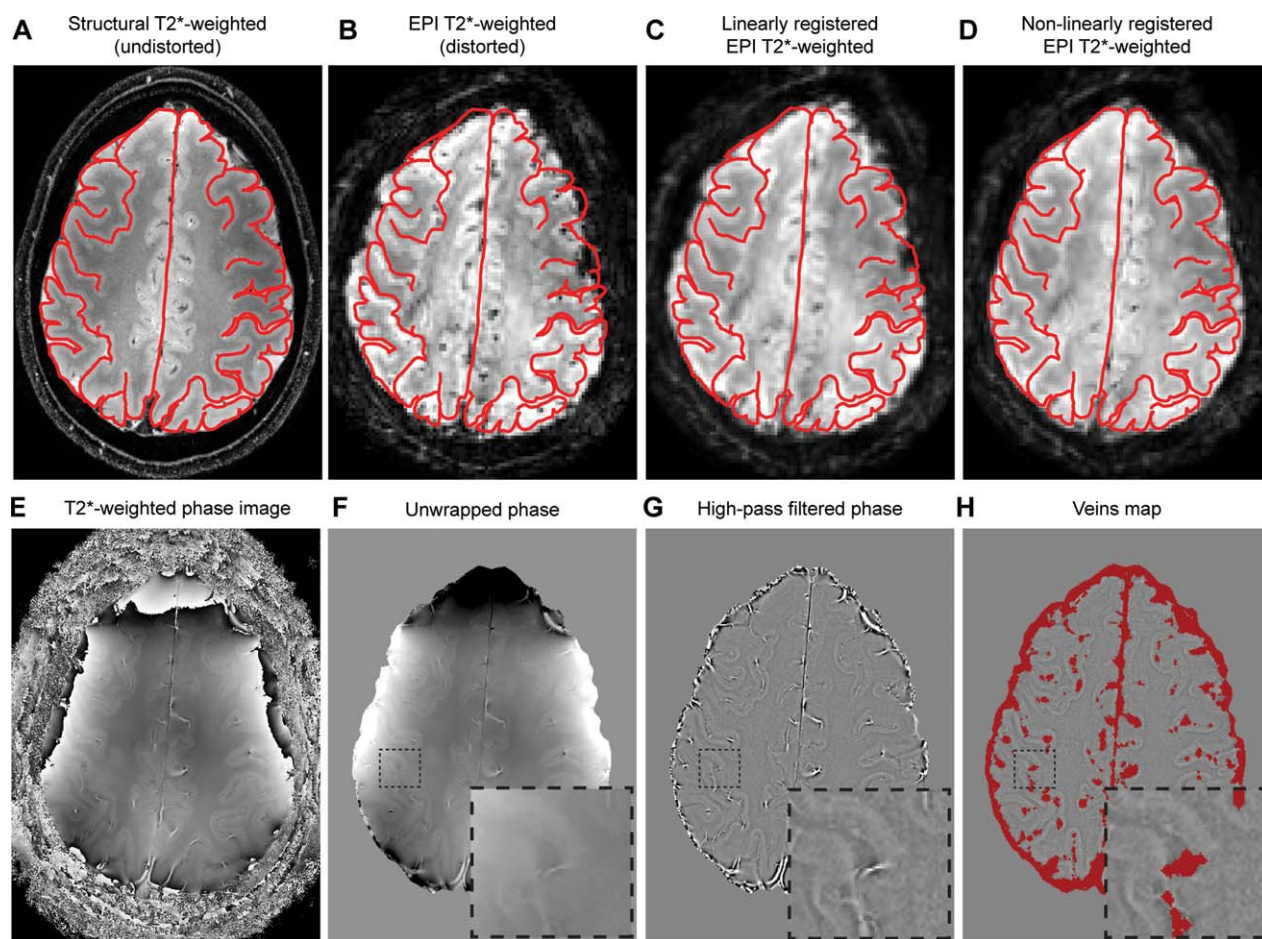 A Structural T2*-weighted
(undistorted)
B EPI T2*-weighted
(distorted)
C Linearly registered
EPI T2*-weighted
D Non-linearly registered
EPI T2*-weighted
E T2*-weighted phase image
F Unwrapped phase
G High-pass filtered phase
H Veins map